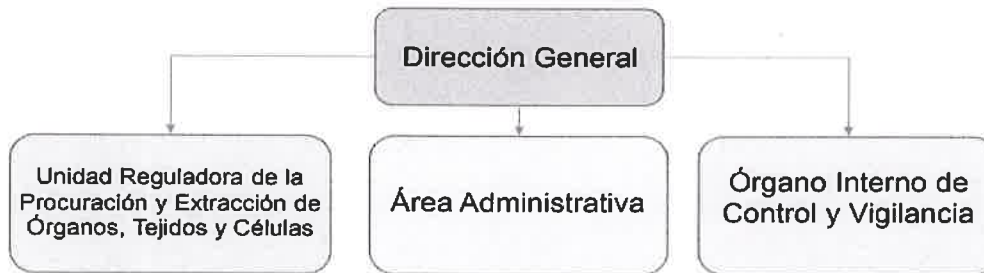 Dirección General
Unidad Reguladora de la
Procuración y Extracción de
Órganos, Tejidos y Células
Área Administrativa
Órgano Interno de
Control y Vigilancia